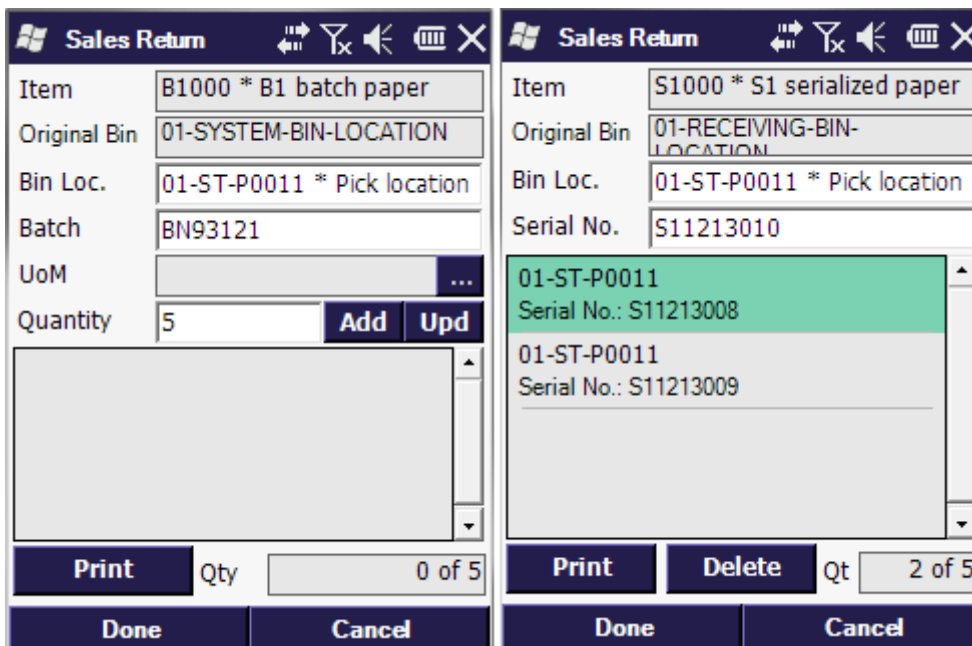 Sales Return
Item B1000 * B1 batch paper
Original Bin 01-SYSTEM-BIN-LOCATION
Bin Loc. 01-ST-P0011 * Pick location
Batch BN93121
UoM ...
Quantity 5 Add Upd
Print Qty 0 of 5
Done Cancel
Sales Return
Item S1000 * S1 serialized paper
Original Bin 01-RECEIVING-BIN-
LOCATION
Bin Loc. 01-ST-P0011 * Pick location
Serial No. S11213010
01-ST-P0011
Serial No.: S11213008
01-ST-P0011
Serial No.: S11213009
Print Delete Qt 2 of 5
Done Cancel